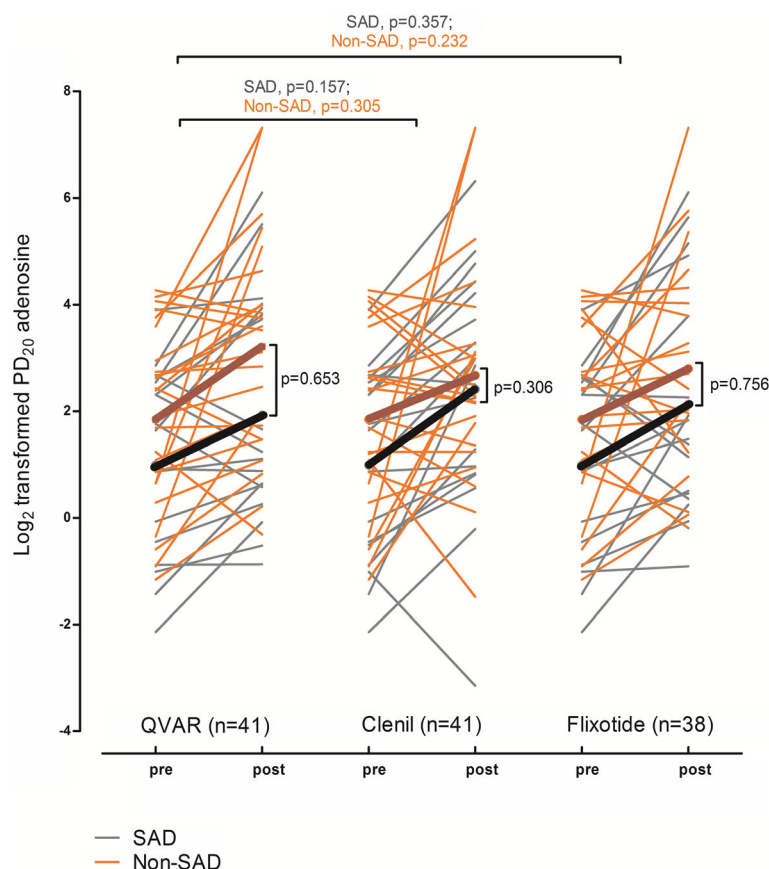 SAD, p=0.357;
Non-SAD, p=0.232
SAD, p=0.157;
Non-SAD, p=0.305
Log2 transformed PD20 adenosine
8
6
4
2
0
-2
-4
p=0.653
p=0.306
p=0.756
QVAR (n=41)
Clenil (n=41)
Flixotide (n=38)
pre
post
pre
post
pre
post
SAD
Non-SAD